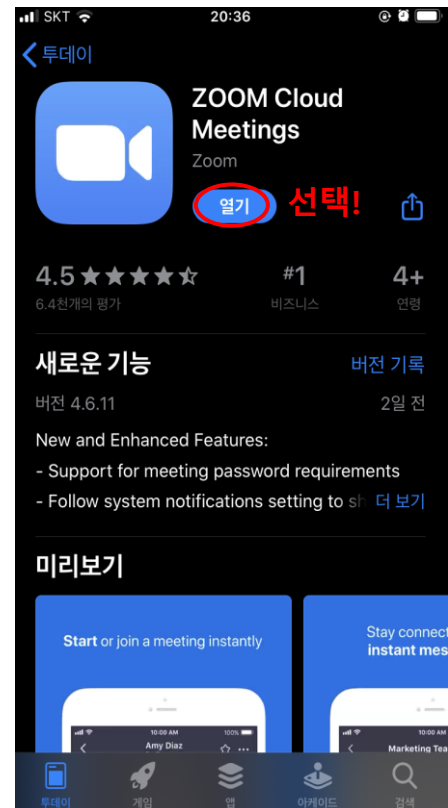 SKT 20:36
투데이
ZOOM Cloud
Meetings
Zoom
열기 선택!
4.5 #1 4+
6.4천개의 평가 비즈니스 연령
새로운 기능 버전 기록
버전 4.6.11 2일 전
New and Enhanced Features:
- Support for meeting password requirements
- Follow system notifications setting to sh 더 보기
미리보기
Start or join a meeting instantly
Stay connect
instant mes
10:00 AM 100% 10:00 AM
Amy Diaz Marketing Tea
투데이 게임 앱 아케이드 검색